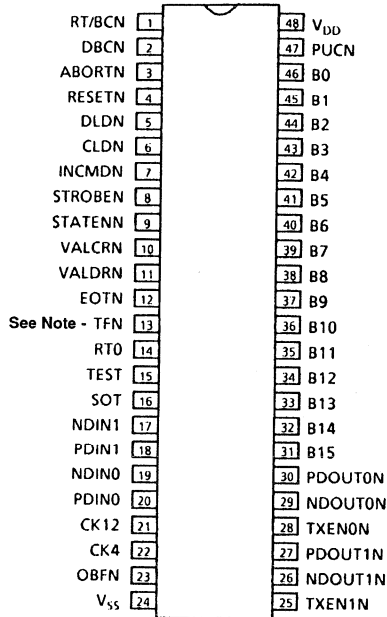 RT/BCN 1 48 VDD
DBCN 2 47 PUCN
ABORTN 3 46 B0
RESETN 4 45 B1
DLDN 5 44 B2
CLDN 6 43 B3
INCMDN 7 42 B4
STROBEN 8 41 B5
STATENN 9 40 B6
VALCRN 10 39 B7
VALDRN 11 38 B8
EOTN 12 37 B9
See Note - TFN 13 36 B10
RT0 14 35 B11
TEST 15 34 B12
SOT 16 33 B13
NDIN1 17 32 B14
PDIN1 18 31 B15
NDIN0 19 30 PDOUT0N
PDIN0 20 29 NDOUT0N
CK12 21 28 TXEN0N
CK4 22 27 PDOUT1N
OBFN 23 26 NDOUT1N
VSS 24 25 TXEN1N